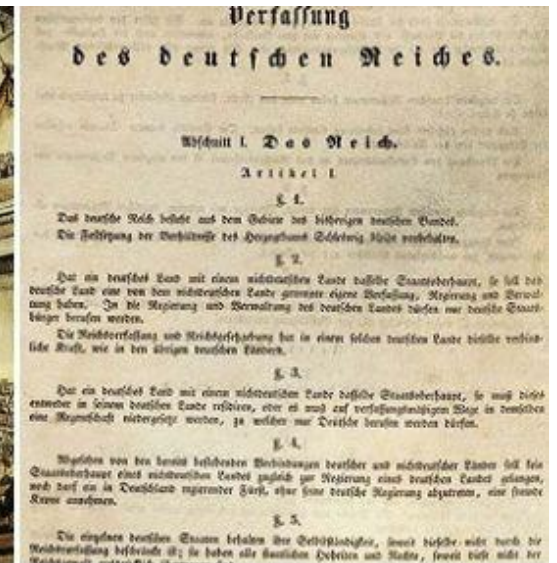 Verfassung
des deutschen Reiches.
Abschnitt I. Das Reich.
Artikel I.
§. 1.
Das deutsche Reich besteht aus dem Gebiete des bisherigen deutschen Bundes.
Die Festsetzung der Verhältnisse des Herzogthums Schleswig bleibt vorbehalten.
§. 2.
Hat ein deutsches Land mit einem nichtdeutschen Lande dasselbe Staatsoberhaupt, so soll das
deutsche Land eine von dem nichtdeutschen Lande getrennte eigene Verfassung, Regierung und Verwal-
tung haben. In die Regierung und Verwaltung des deutschen Landes dürfen nur deutsche Staats-
bürger berufen werden.
Die Reichsverfassung und Reichsgesetzgebung hat in einem solchen deutschen Lande dieselbe verbind-
liche Kraft, wie in den übrigen deutschen Ländern.
§. 3.
Hat ein deutsches Land mit einem nichtdeutschen Lande dasselbe Staatsoberhaupt, so muß dieses
entweder in seinem deutschen Lande residiren, oder es muß auf verfassungsmäßigem Wege in demselben
eine Regentschaft niedergesetzt werden, zu welcher nur Deutsche berufen werden dürfen.
§. 4.
Abgesehen von den bereits bestehenden Verbindungen deutscher und nichtdeutscher Länder soll kein
Staatsoberhaupt eines nichtdeutschen Landes zugleich zur Regierung eines deutschen Landes gelangen,
noch darf ein in Deutschland regierender Fürst, ohne seine deutsche Regierung abzutreten, eine fremde
Krone annehmen.
§. 5.
Die einzelnen deutschen Staaten behalten ihre Selbstständigkeit, soweit dieselbe nicht durch die
Reichsverfassung beschränkt ist; sie haben alle staatlichen Hoheiten und Rechte, soweit diese nicht der